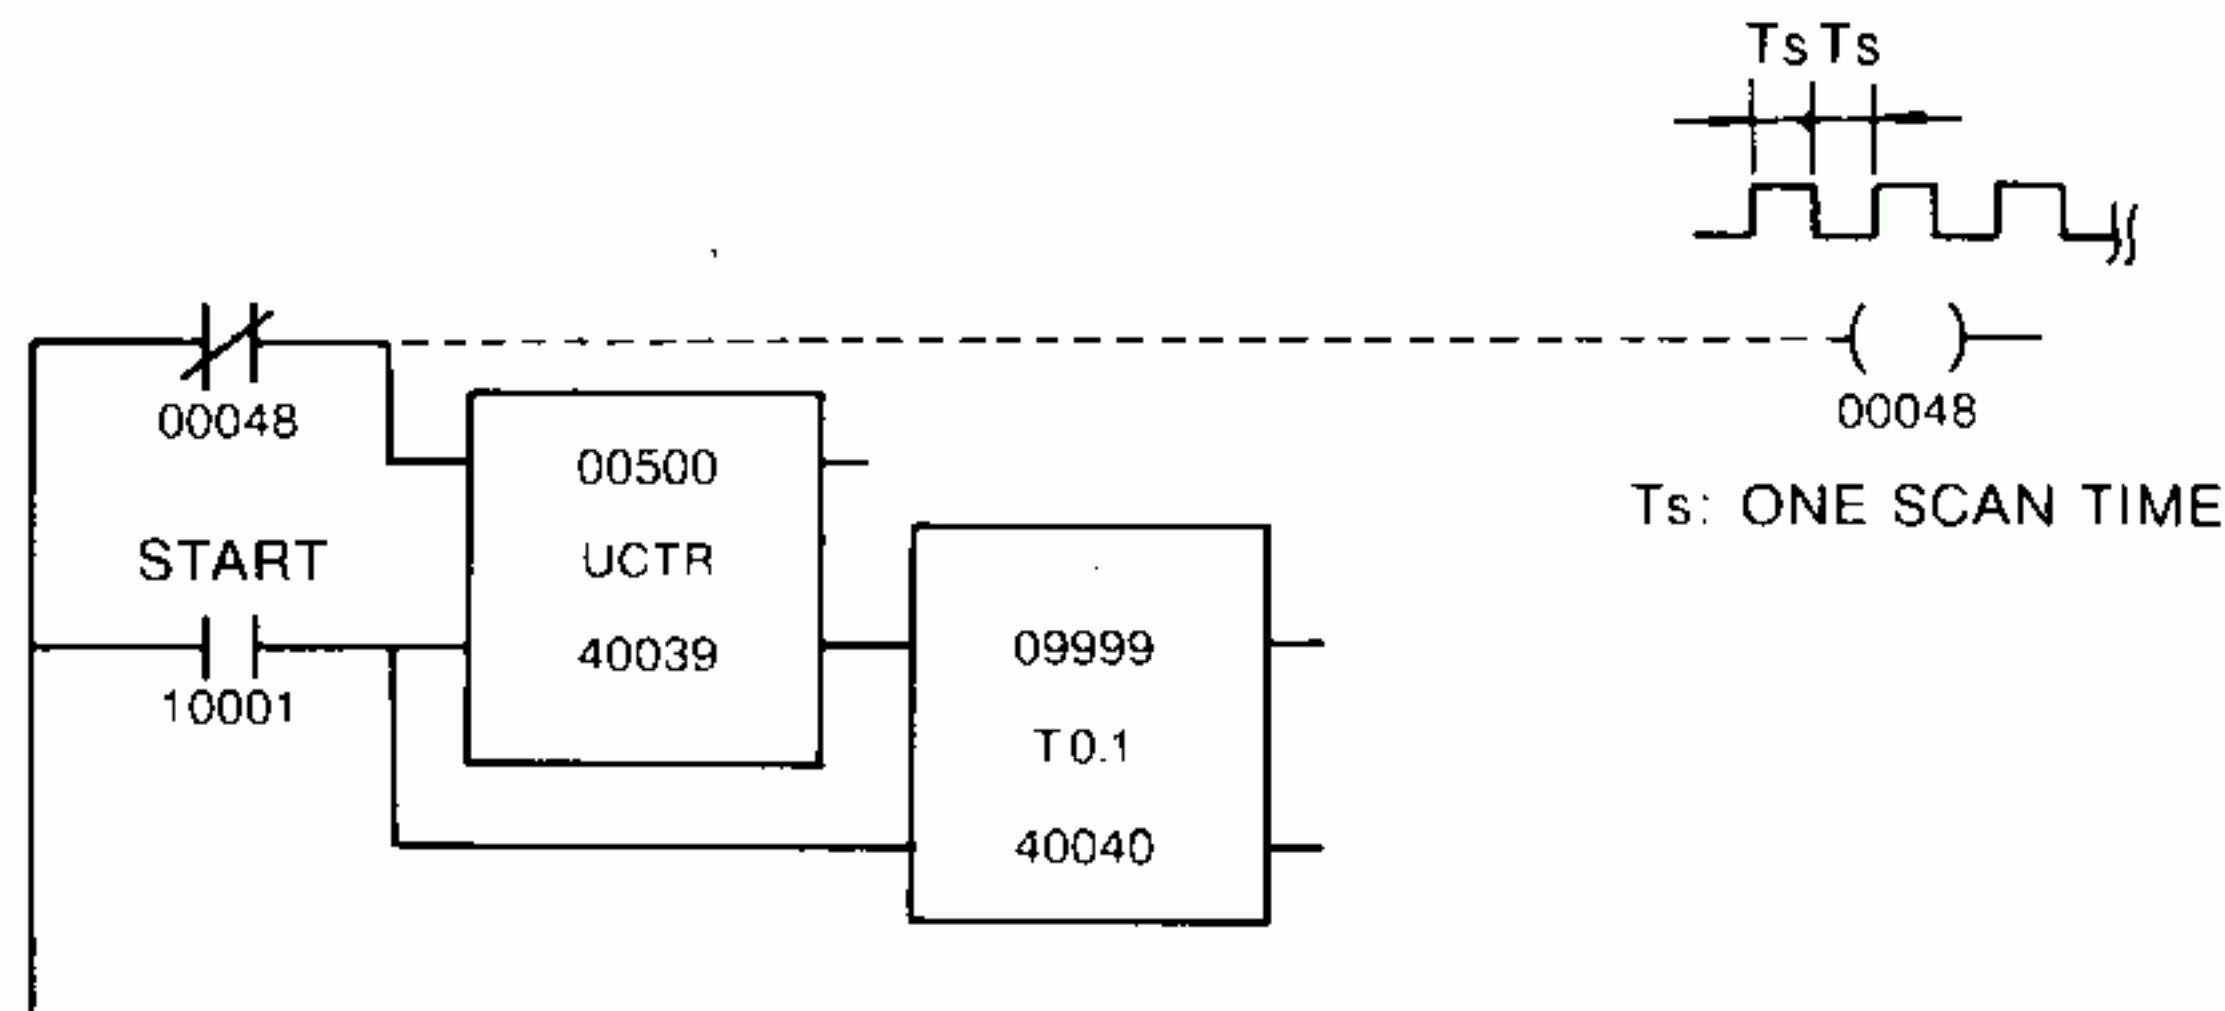 Ts Ts
00048
00048
00500
Ts: ONE SCAN TIME
START
UCTR
40039
09999
10001
T0.1
40040